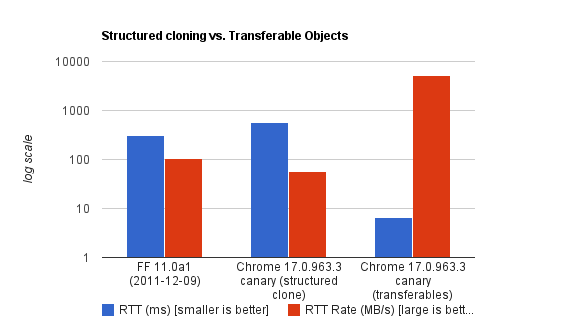 Structured cloning vs. Transferable Objects
10000
1000
100
10
1
log scale
FF 11.0a1
(2011-12-09)
Chrome 17.0.963.3
canary (structured
clone)
Chrome 17.0.963.3
canary
(transferables)
RTT (ms) [smaller is better]
RTT Rate (MB/s) [large is bett...